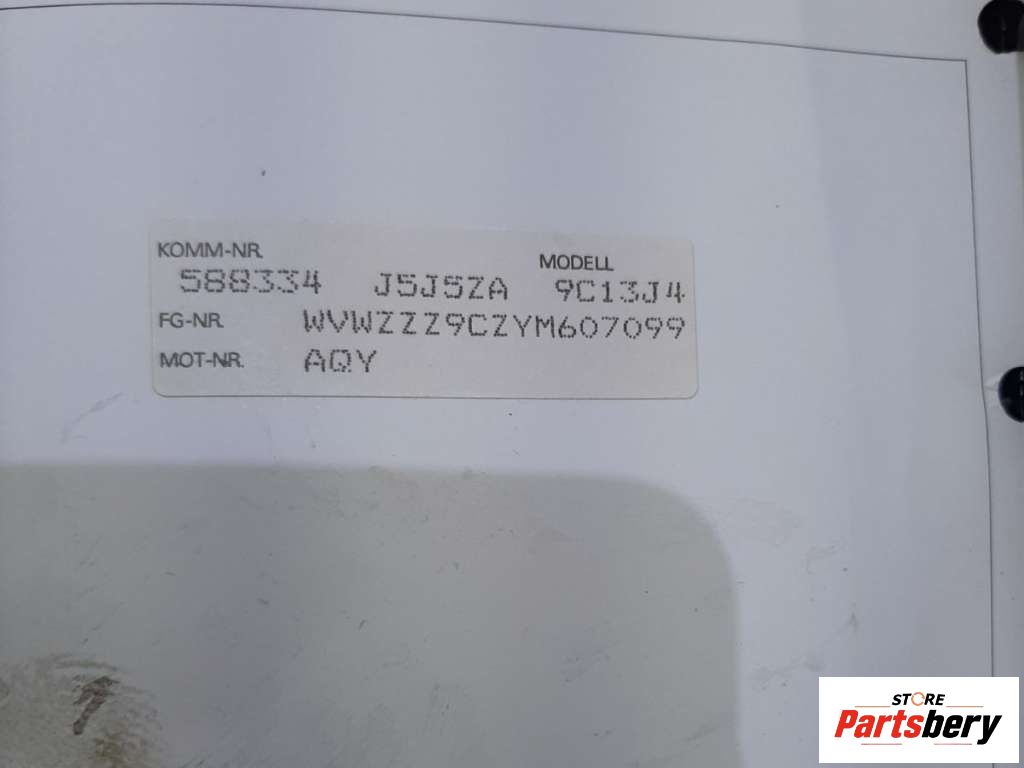 KOMM-NR.
MODELL
588334 J5J5ZA 9C13J4
FG-NR. WVWZZZ9CZYM607099
MOT-NR. AQY
STORE
Partsbery